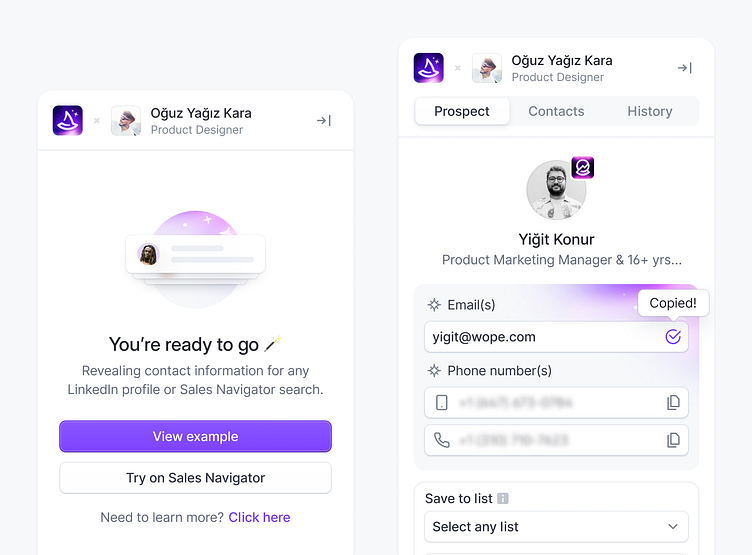 Oğuz Yağız Kara
Product Designer
You're ready to go
Revealing contact information for any
LinkedIn profile or Sales Navigator search.
View example
Try on Sales Navigator
Need to learn more? Click here
Oğuz Yağız Kara
Product Designer
Prospect Contacts History
Yiğit Konur
Product Marketing Manager & 16+ yrs...
Copied!
Email(s)
yigit@wope.com
Phone number(s)
Save to list
Select any list